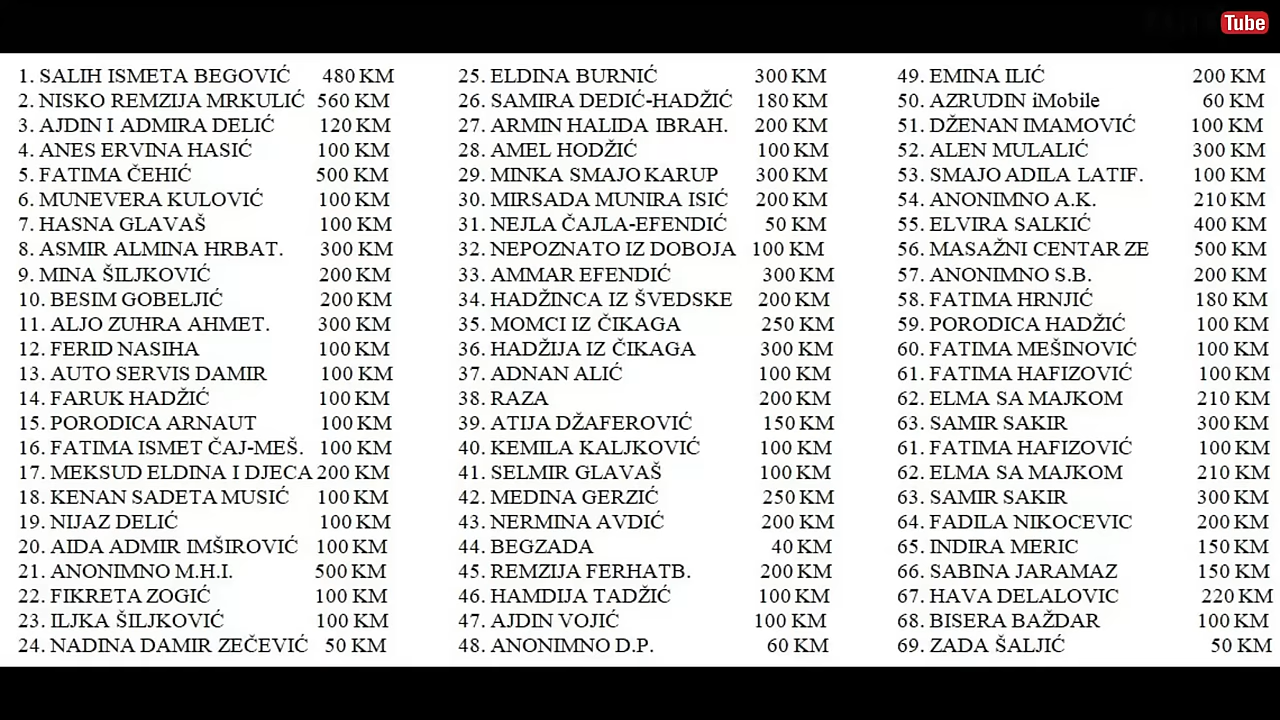 Tube
1. SALIH ISMETA BEGOVIĆ 480 KM
2. NISKO REMZIJA MRKULIĆ 560 KM
3. AJDIN I ADMIRA DELIĆ 120 KM
4. ANES ERVINA HASIĆ 100 KM
5. FATIMA ČEHIĆ 500 KM
6. MUNEVERA KULOVIĆ 100 KM
7. HASNA GLAVAŠ 100 KM
8. ASMIR ALMINA HRBAT. 300 KM
9. MINA ŠILJKOVIĆ 200 KM
10. BESIM GOBELJIĆ 200 KM
11. ALJO ZUHRA AHMET. 300 KM
12. FERID NASIHA 100 KM
13. AUTO SERVIS DAMIR 100 KM
14. FARUK HADŽIĆ 100 KM
15. PORODICA ARNAUT 100 KM
16. FATIMA ISMET ČAJ-MEŠ. 100 KM
17. MEKSUD ELDINA I DJECA 200 KM
18. KENAN SADETA MUSIĆ 100 KM
19. NIJAZ DELIĆ 100 KM
20. AIDA ADMIR IMŠIROVIĆ 100 KM
21. ANONIMNO M.H.I. 500 KM
22. FIKRETA ZOGIĆ 100 KM
23. ILJKA ŠILJKOVIĆ 100 KM
24. NADINA DAMIR ZEČEVIĆ 50 KM
25. ELDINA BURNIĆ 300 KM
26. SAMIRA DEDIĆ-HADŽIĆ 180 KM
27. ARMIN HALIDA IBRAH. 200 KM
28. AMEL HODŽIĆ 100 KM
29. MINKA SMAJO KARUP 300 KM
30. MIRSADA MUNIRA ISIĆ 200 KM
31. NEJLA ČAJLA-EFENDIĆ 50 KM
32. NEPOZNATO IZ DOBOJA 100 KM
33. AMMAR EFENDIĆ 300 KM
34. HADŽINCA IZ ŠVEDSKE 200 KM
35. MOMCI IZ ČIKAGA 250 KM
36. HADŽIJA IZ ČIKAGA 300 KM
37. ADNAN ALIĆ 100 KM
38. RAZA 200 KM
39. ATIJA DŽAFEROVIĆ 150 KM
40. KEMILA KALJKOVIĆ 100 KM
41. SELMIR GLAVAŠ 100 KM
42. MEDINA GERZIĆ 250 KM
43. NERMINA AVDIĆ 200 KM
44. BEGZADA 40 KM
45. REMZIJA FERHATB. 200 KM
46. HAMDIJA TADŽIĆ 100 KM
47. AJDIN VOJIĆ 100 KM
48. ANONIMNO D.P. 60 KM
49. EMINA ILIĆ 200 KM
50. AZRUDIN iMobile 60 KM
51. DŽENAN IMAMOVIĆ 100 KM
52. ALEN MULALIĆ 300 KM
53. SMAJO ADILA LATIF. 100 KM
54. ANONIMNO A.K. 210 KM
55. ELVIRA SALKIĆ 400 KM
56. MASAŽNI CENTAR ZE 500 KM
57. ANONIMNO S.B. 200 KM
58. FATIMA HRNJIĆ 180 KM
59. PORODICA HADŽIĆ 100 KM
60. FATIMA MEŠINOVIĆ 100 KM
61. FATIMA HAFIZOVIĆ 100 KM
62. ELMA SA MAJKOM 210 KM
63. SAMIR SAKIR 300 KM
61. FATIMA HAFIZOVIĆ 100 KM
62. ELMA SA MAJKOM 210 KM
63. SAMIR SAKIR 300 KM
64. FADILA NIKOCEVIC 200 KM
65. INDIRA MERIC 150 KM
66. SABINA JARAMAZ 150 KM
67. HAVA DELALOVIC 220 KM
68. BISERA BAŽDAR 100 KM
69. ZADA ŠALJIĆ 50 KM